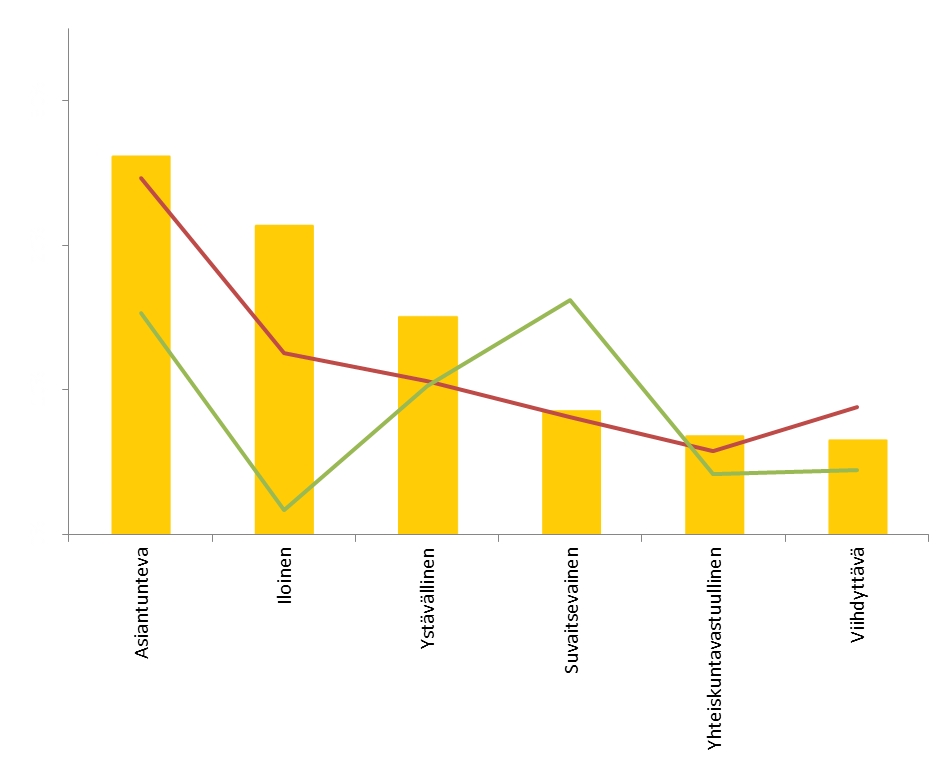 Asiantunteva
Iloinen
Ystävällinen
Suvaitsevainen
Yhteiskuntavastuullinen
Viihdyttävä